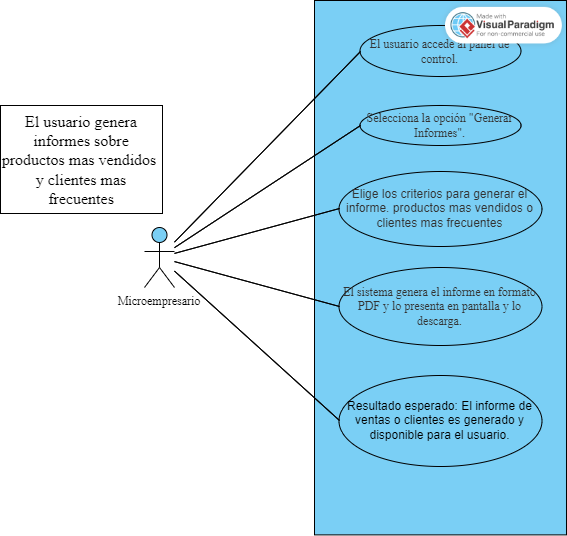 Made with
Visual Paradigm
For non-commercial use
El usuario accede al panel de
control.
Selecciona la opción "Generar
Informes".
El usuario genera
informes sobre
productos mas vendidos
y clientes mas
frecuentes
Elige los criterios para generar el
informe. productos mas vendidos o
clientes mas frecuentes
Microempresario
El sistema genera el informe en formato
PDF y lo presenta en pantalla y lo
descarga.
Resultado esperado: El informe de
ventas o clientes es generado y
disponible para el usuario.